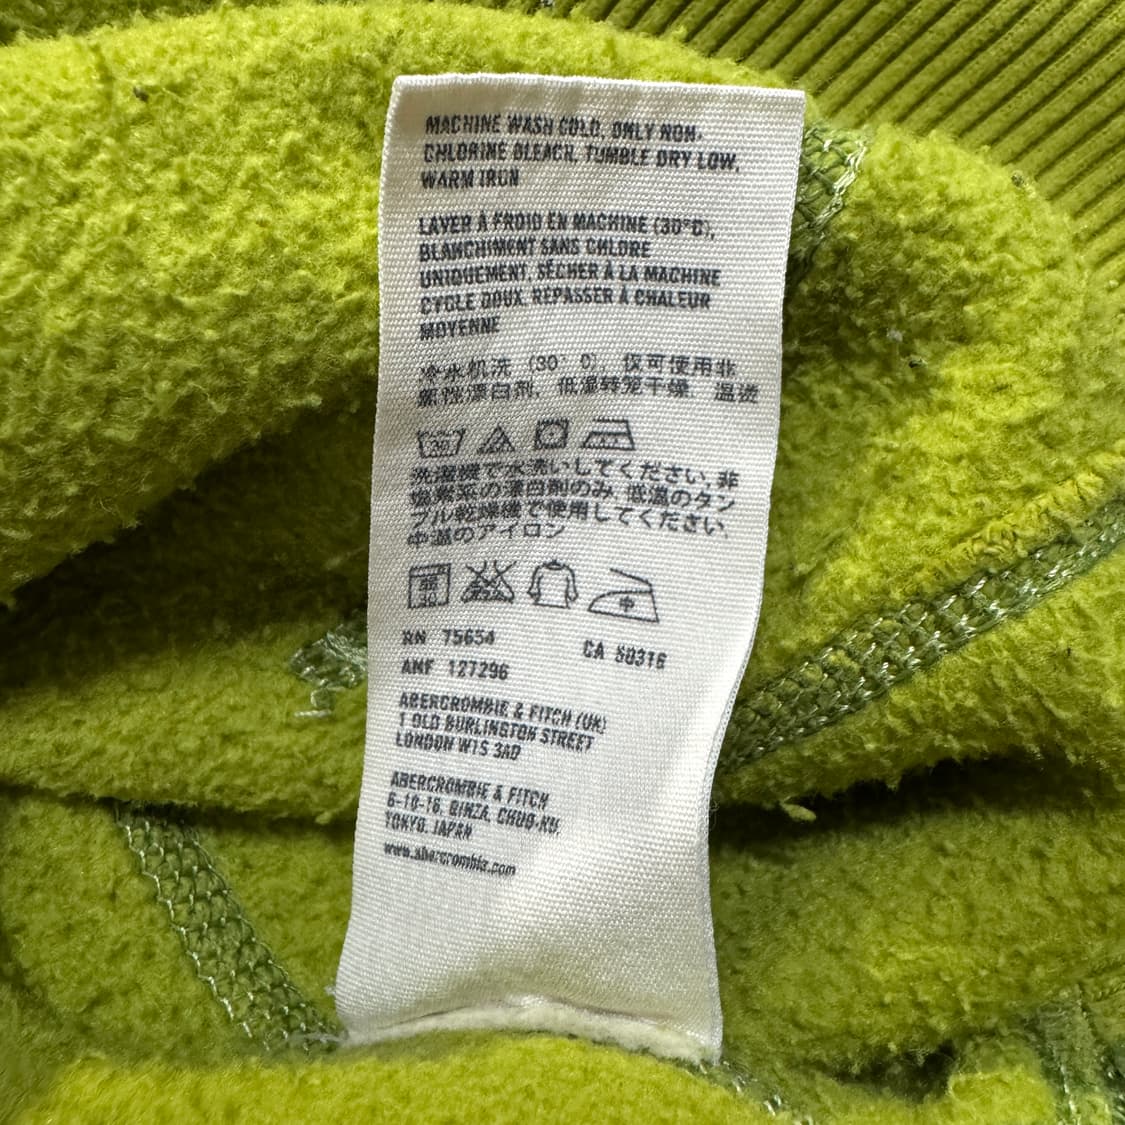 MACHINE WASH COLD, ONLY NON-
CHLORINE BLEACH, TUMBLE DRY LOW,
WARM IRON
LAVER À FROID EN MACHINE (30°C),
BLANCHIMENT SANS CHLORE
UNIQUEMENT, SÉCHER À LA MACHINE
CYCLE DOUX, REPASSER À CHALEUR
MOYENNE
冷水机洗 (30°C), 仅可使用非
氯性漂白剂, 低温转笼干燥, 温烫
洗濯機で水洗いしてください, 非
塩素系の漂白剤のみ, 低温のタン
ブル乾燥機で使用してください,
中温のアイロン
RN 75654 CA 50316
ANF 127296
ABERCROMBIE & FITCH (UK)
1 OLD BURLINGTON STREET
LONDON W1S 3AD
ABERCROMBIE & FITCH
6-10-16, GINZA, CHUO-KU,
TOKYO, JAPAN
www.abercrombie.com